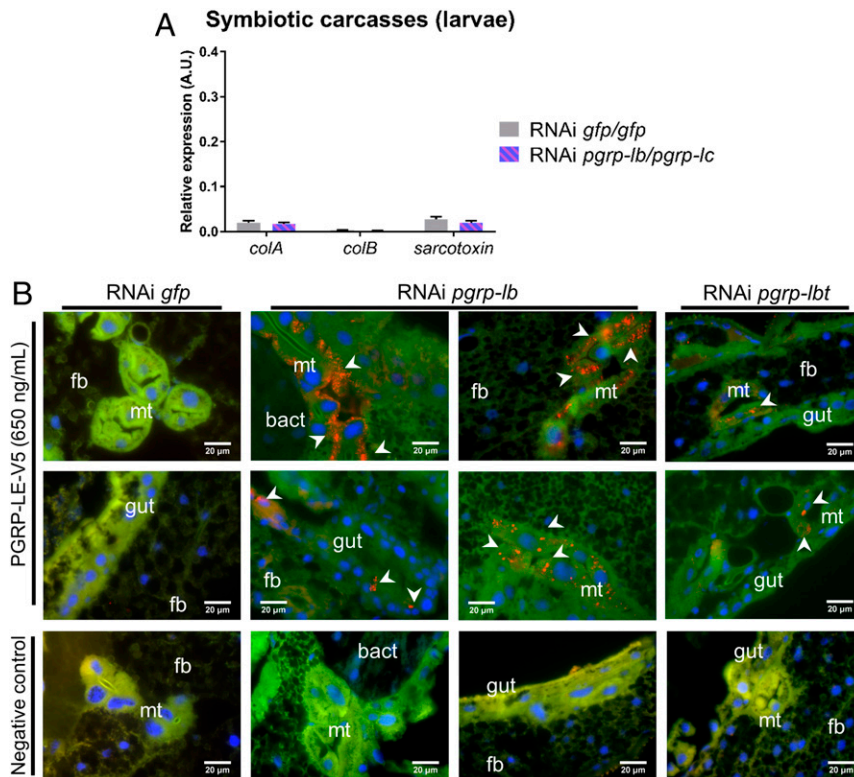 A Symbiotic carcasses (larvae)
Relative expression (A.U.)
0.4
0.3
0.2
0.1
0.0
colA colB sarcotoxin
RNAi gfp/gfp
RNAi pgrp-lb/pgrp-lc
B RNAi gfp RNAi pgrp-lb RNAi pgrp-lbt
PGRP-LE-V5 (650 ng/mL)
fb mt 20 µm
mt bact 20 µm
fb mt 20 µm
mt fb gut 20 µm
gut fb 20 µm
gut fb 20 µm
mt 20 µm
mt gut 20 µm
Negative control
fb mt 20 µm
bact mt 20 µm
gut fb 20 µm
gut mt fb 20 µm